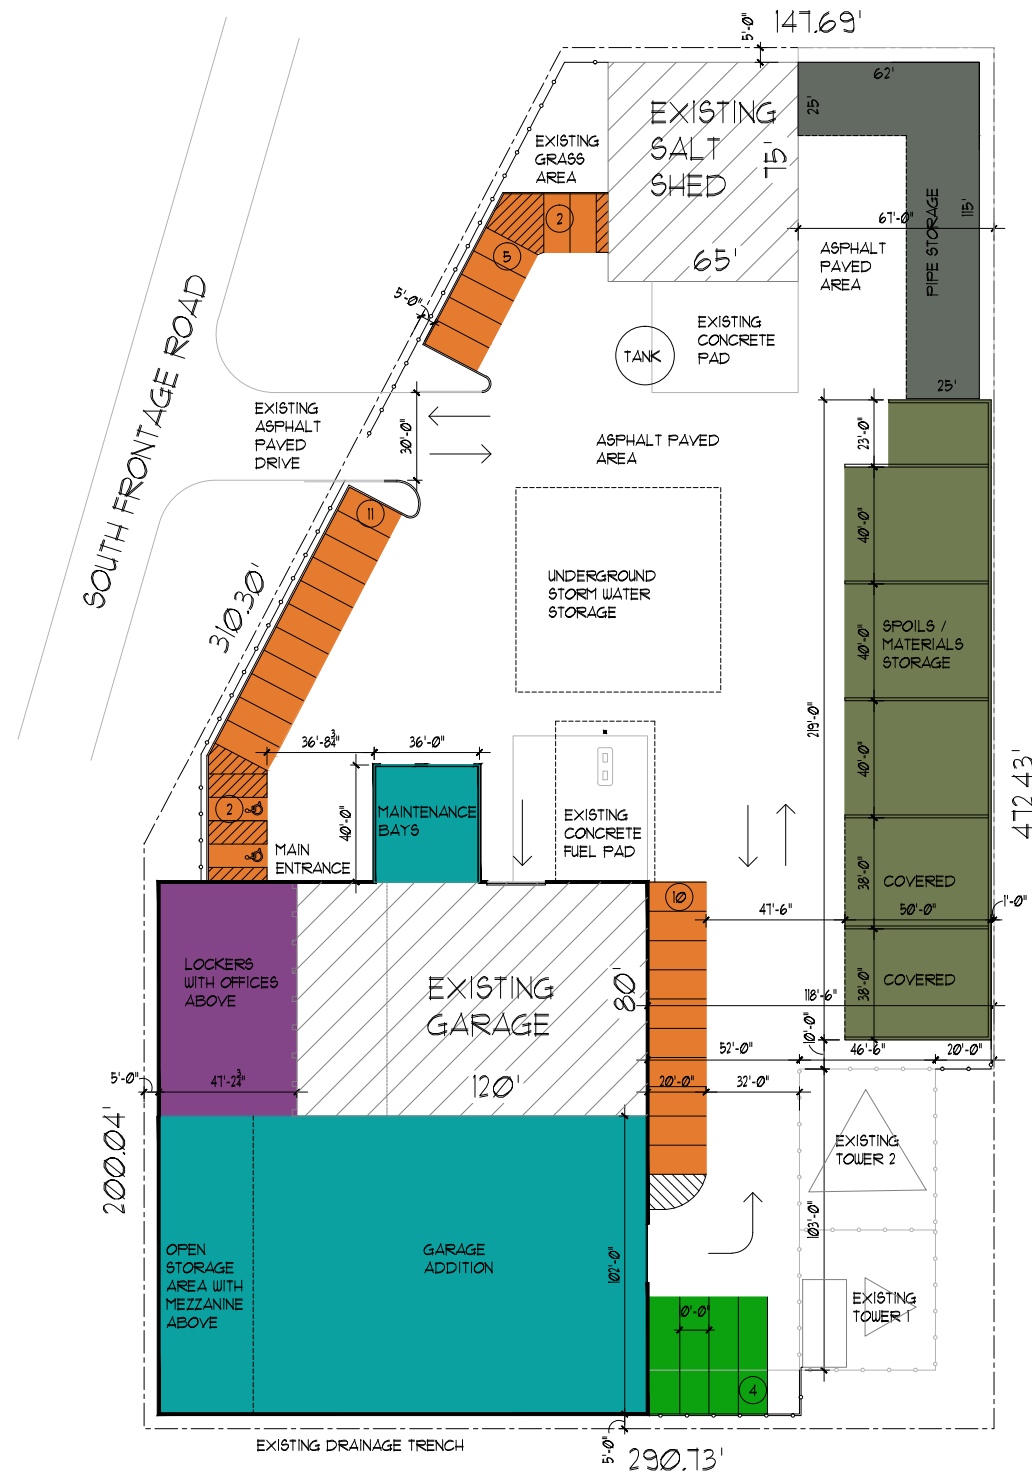 147.69'
5'-0"
62'
25'
EXISTING
SALT
SHED
75'
65'
EXISTING
GRASS
AREA
2
5
5'-0"
PIPE STORAGE
115'
67'-0"
ASPHALT
PAVED
AREA
25'
EXISTING
CONCRETE
PAD
TANK
SOUTH FRONTAGE ROAD
EXISTING
ASPHALT
PAVED
DRIVE
30'-0"
ASPHALT PAVED
AREA
23'-0"
11
40'-0"
310.30'
UNDERGROUND
STORM WATER
STORAGE
SPOILS /
MATERIALS
STORAGE
40'-0"
219'-0"
40'-0"
36'-8¾"
36'-0"
472.43'
2
40'-0"
MAINTENANCE
BAYS
EXISTING
CONCRETE
FUEL PAD
MAIN
ENTRANCE
38'-0"
COVERED
10
47'-6"
50'-0"
1'-0"
LOCKERS
WITH OFFICES
ABOVE
EXISTING
GARAGE
80'
120'
38'-0"
COVERED
118'-6"
10'-0"
52'-0"
46'-6"
20'-0"
5'-0"
47'-2¾"
20'-0"
32'-0"
200.04'
EXISTING
TOWER 2
103'-0"
OPEN
STORAGE
AREA WITH
MEZZANINE
ABOVE
GARAGE
ADDITION
102'-0"
EXISTING
TOWER 1
0'-0"
4
EXISTING DRAINAGE TRENCH
5'-0"
290.73'